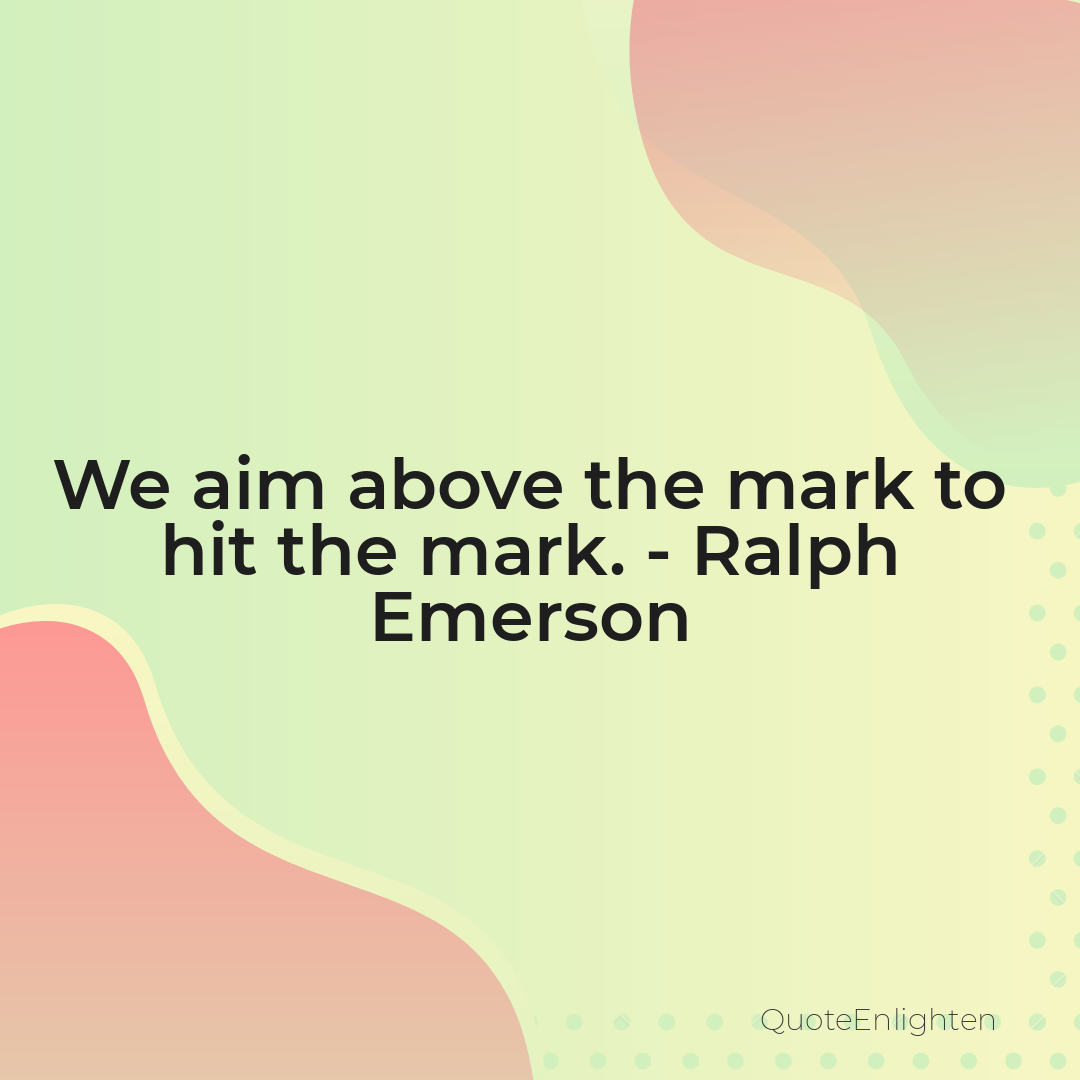 We aim above the mark to
hit the mark. - Ralph
Emerson
QuoteEnlighten